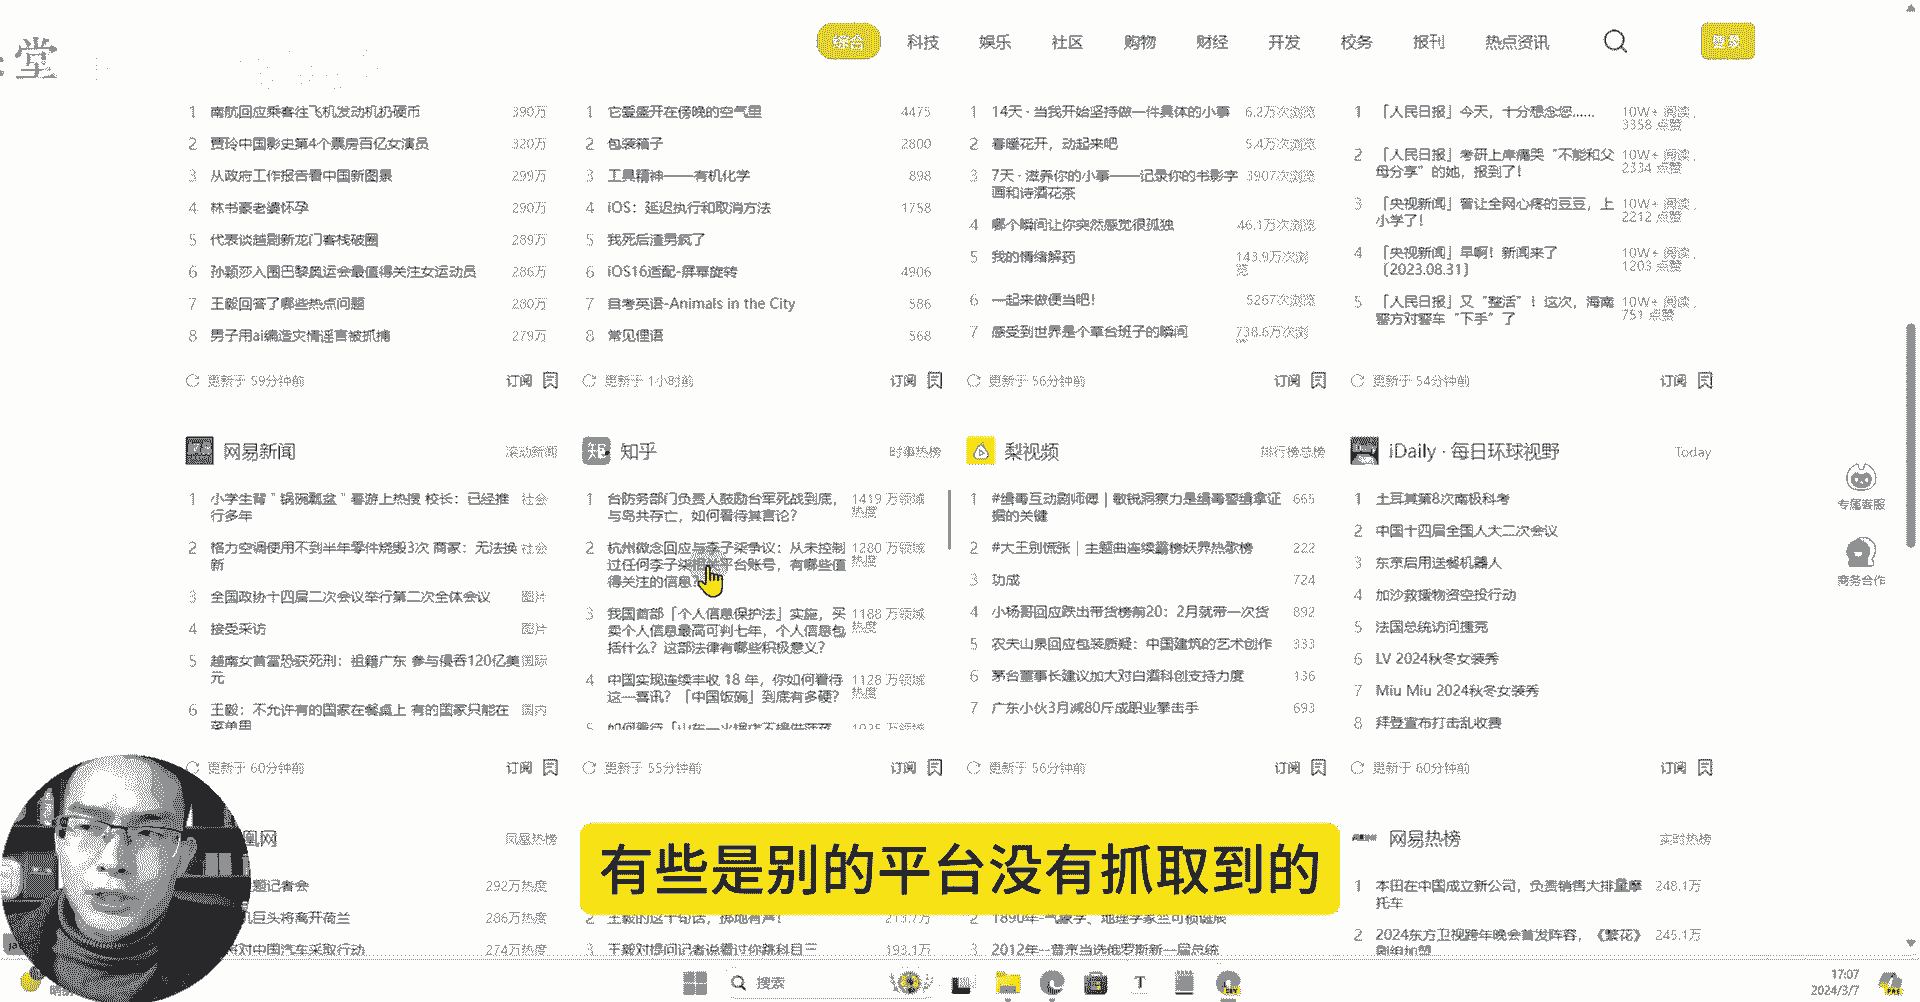 堂
综合 科技 娱乐 社区 购物 财经 开发 校务 报刊 热点资讯 登录
1 南航回应乘客往飞机发动机扔硬币 390万
2 贾玲中国影史第4个票房百亿女演员 320万
3 从政府工作报告看中国新图景 299万
4 林书豪老婆怀孕 290万
5 代表谈越剧新龙门客栈破圈 289万
6 孙颖莎入围巴黎奥运会最值得关注女运动员 286万
7 王毅回答了哪些热点问题 280万
8 男子用ai编造灾情谣言被抓捕 279万
更新于 59分钟前 订阅
1 它爱盛开在傍晚的空气里 4475
2 包装箱子 2800
3 工具精神——有机化学 898
4 iOS：延迟执行和取消方法 1758
5 我死后渣男疯了
6 iOS16适配-屏幕旋转 4906
7 自考英语-Animals in the City 586
8 常见俚语 568
更新于 1小时前 订阅
1 14天 · 当我开始坚持做一件具体的小事 6.2万次浏览
2 春暖花开，动起来吧 5.4万次浏览
3 7天 · 滋养你的小事——记录你的书影字 3907次浏览
画和诗酒花茶
4 哪个瞬间让你突然感觉很孤独 46.1万次浏览
5 我的情绪解药 143.9万次浏
览
6 一起来做便当吧！ 5267次浏览
7 感受到世界是个草台班子的瞬间 738.6万次浏
更新于 56分钟前 订阅
1 「人民日报」今天，十分想念您…… 10W+ 阅读，
3358 点赞
2 「人民日报」考研上岸痛哭“不能和父 10W+ 阅读，
母分享”的她，报到了！ 2334 点赞
3 「央视新闻」曾让全网心疼的豆豆，上 10W+ 阅读，
小学了！ 2212 点赞
4 「央视新闻」早啊！新闻来了 10W+ 阅读，
〔2023.08.31〕 1203 点赞
5 「人民日报」又“整活”！这次，海南 10W+ 阅读，
警方对警车“下手”了 751 点赞
更新于 54分钟前 订阅
网易新闻 滚动新闻
1 小学生背＂锅碗瓢盆＂春游上热搜 校长：已经推 社会
行多年
2 格力空调使用不到半年零件烧毁3次 商家：无法换 社会
新
3 全国政协十四届二次会议举行第二次全体会议 图片
4 接受采访 图片
5 越南女首富恐获死刑：祖籍广东 参与侵吞120亿美 国际
元
6 王毅：不允许有的国家在餐桌上 有的国家只能在 国内
菜单里
更新于 60分钟前 订阅
知乎 时事热榜
1 台防务部门负责人鼓励台军死战到底， 1419 万领域
与岛共存亡，如何看待其言论？ 热度
2 杭州微念回应与李子柒争议：从未控制 1280 万领域
过任何李子柒相关平台账号，有哪些值 热度
得关注的信息？
3 我国首部「个人信息保护法」实施，买 1188 万领域
卖个人信息最高可判七年，个人信息包 热度
括什么？这部法律有哪些积极意义？
4 中国实现连续丰收 18 年，你如何看待 1128 万领域
这一喜讯？「中国饭碗」到底有多硬？ 热度
更新于 55分钟前 订阅
梨视频 排行榜总榜
1 #缉毒互动剧师傅｜敏锐洞察力是缉毒警缉拿证 665
据的关键
2 #大王别慌张｜主题曲连续霸榜妖界热歌榜 222
3 功成 724
4 小杨哥回应跌出带货榜前20：2月就带一次货 892
5 农夫山泉回应包装质疑：中国建筑的艺术创作 333
6 茅台董事长建议加大对白酒科创支持力度 136
7 广东小伙3月减80斤成职业拳击手 693
更新于 56分钟前 订阅
iDaily · 每日环球视野 Today
1 土耳其第8次南极科考
2 中国十四届全国人大二次会议
3 东京启用送餐机器人
4 加沙救援物资空投行动
5 法国总统访问捷克
6 LV 2024秋冬女装秀
7 Miu Miu 2024秋冬女装秀
8 拜登宣布打击乱收费
更新于 60分钟前 订阅
专属客服
商务合作
凰网 凤凰热榜
题记者会 292万热度
巨头将离开荷兰 286万热度
对中国汽车采取行动 274万热度
2 王毅的这十句话，掷地有声！ 213.7万
3 王毅对提问记者说看过你跳科目三 193.1万
3 2012年--普京当选俄罗斯新一届总统
网易热榜 实时热榜
1 本田在中国成立新公司，负责销售大排量摩 248.1万
托车
2 2024东方卫视跨年晚会首发阵容，《繁花》 245.1万
剧组加盟
有些是别的平台没有抓取到的
搜索
17:07
2024/3/7